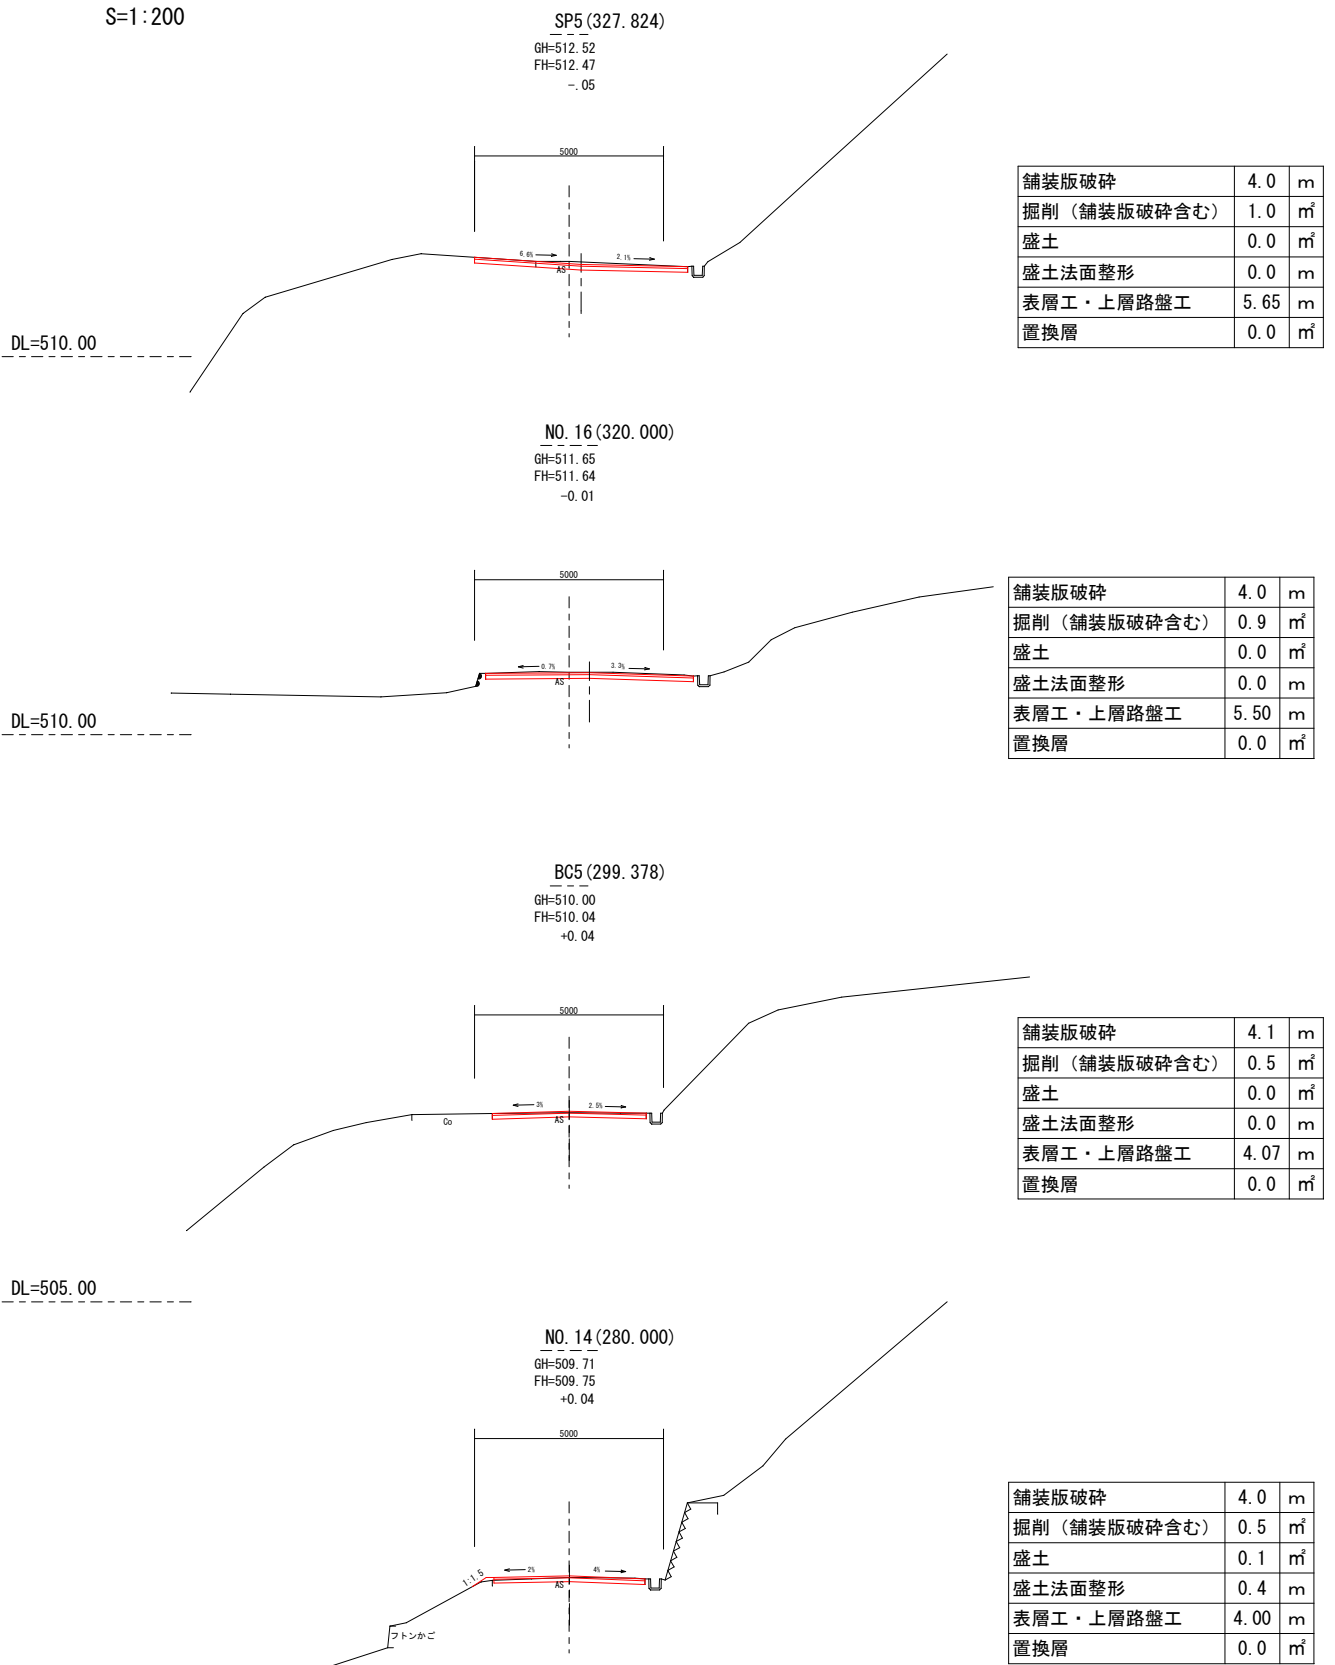 S=1:200
SP5(327.824)
GH=512.52
FH=512.47
-.05
5000
6.6%
2.1%
AS
DL=510.00
舗装版破砕 4.0 m
掘削（舗装版破砕含む） 1.0 ㎡
盛土 0.0 ㎡
盛土法面整形 0.0 m
表層工・上層路盤工 5.65 m
置換層 0.0 ㎡
NO.16(320.000)
GH=511.65
FH=511.64
-0.01
5000
0.7%
3.3%
AS
DL=510.00
舗装版破砕 4.0 m
掘削（舗装版破砕含む） 0.9 ㎡
盛土 0.0 ㎡
盛土法面整形 0.0 m
表層工・上層路盤工 5.50 m
置換層 0.0 ㎡
BC5(299.378)
GH=510.00
FH=510.04
+0.04
5000
3%
2.5%
Co
AS
DL=505.00
舗装版破砕 4.1 m
掘削（舗装版破砕含む） 0.5 ㎡
盛土 0.0 ㎡
盛土法面整形 0.0 m
表層工・上層路盤工 4.07 m
置換層 0.0 ㎡
NO.14(280.000)
GH=509.71
FH=509.75
+0.04
5000
2%
4%
1:1.5
AS
フトンかご
舗装版破砕 4.0 m
掘削（舗装版破砕含む） 0.5 ㎡
盛土 0.1 ㎡
盛土法面整形 0.4 m
表層工・上層路盤工 4.00 m
置換層 0.0 ㎡